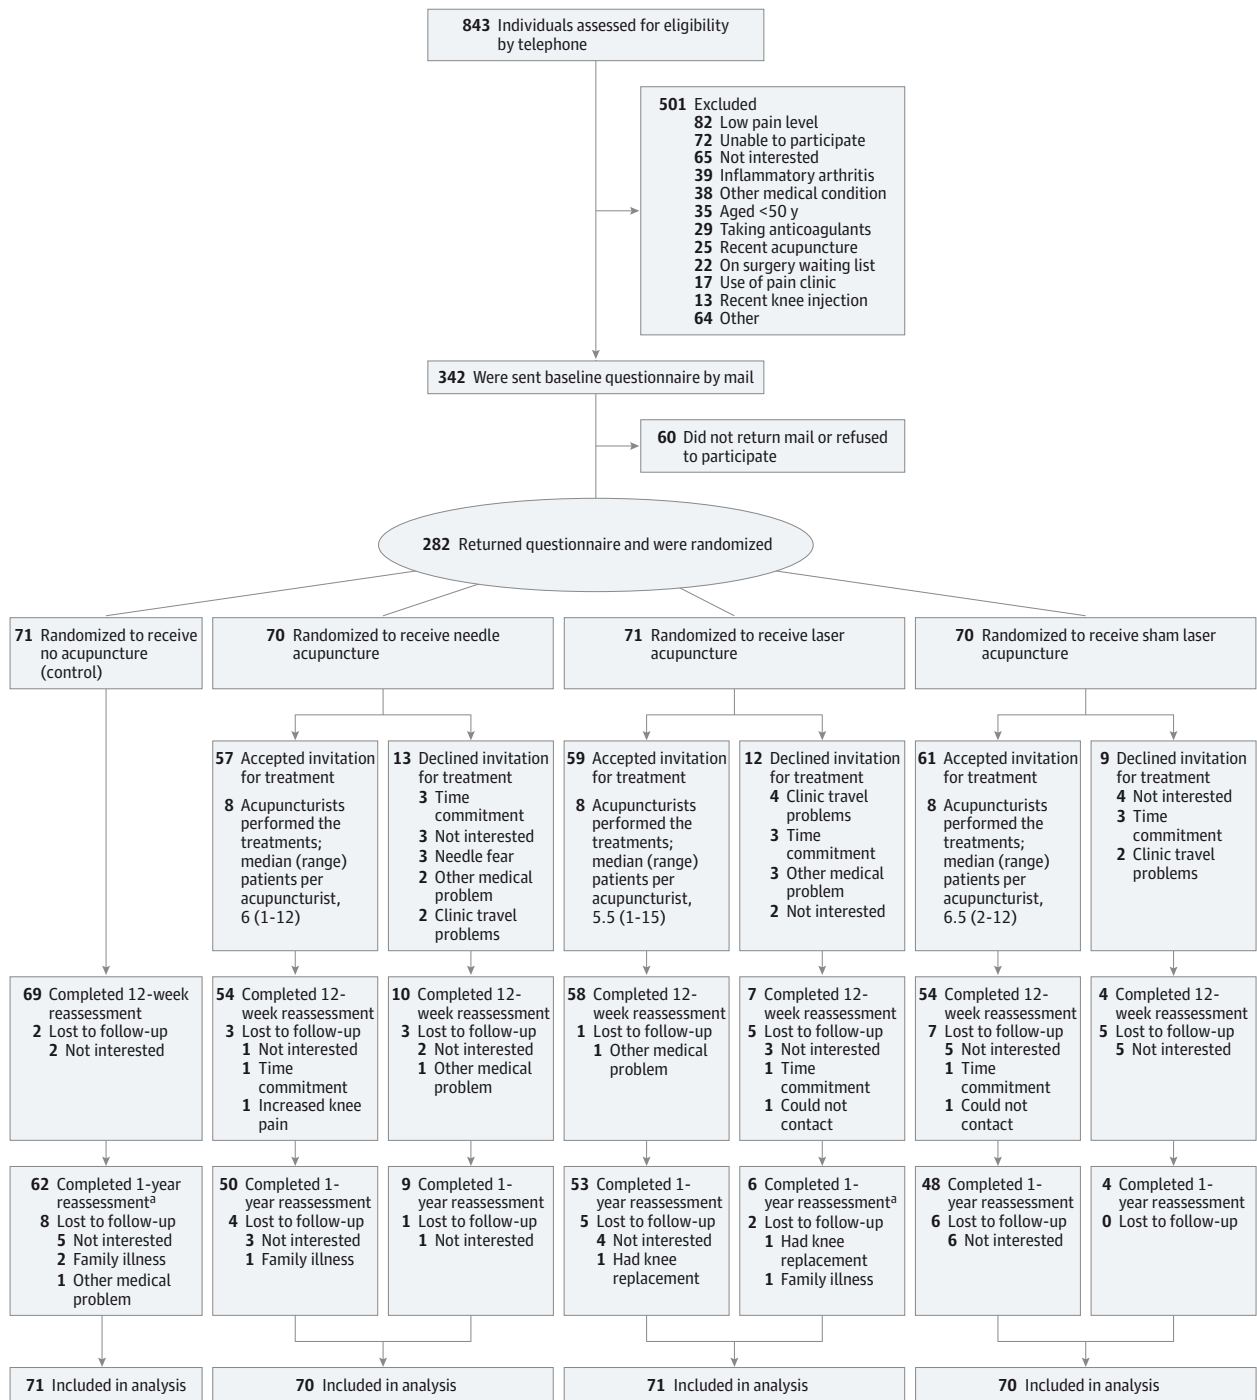 843 Individuals assessed for eligibility
by telephone
501 Excluded
82 Low pain level
72 Unable to participate
65 Not interested
39 Inflammatory arthritis
38 Other medical condition
35 Aged <50 y
29 Taking anticoagulants
25 Recent acupuncture
22 On surgery waiting list
17 Use of pain clinic
13 Recent knee injection
64 Other
342 Were sent baseline questionnaire by mail
60 Did not return mail or refused
to participate
282 Returned questionnaire and were randomized
71 Randomized to receive
no acupuncture
(control)
70 Randomized to receive needle
acupuncture
71 Randomized to receive laser
acupuncture
70 Randomized to receive sham laser
acupuncture
57 Accepted invitation
for treatment
8 Acupuncturists
performed the
treatments;
median (range)
patients per
acupuncturist,
6 (1-12)
13 Declined invitation
for treatment
3 Time
commitment
3 Not interested
3 Needle fear
2 Other medical
problem
2 Clinic travel
problems
59 Accepted invitation
for treatment
8 Acupuncturists
performed the
treatments;
median (range)
patients per
acupuncturist,
5.5 (1-15)
12 Declined invitation
for treatment
4 Clinic travel
problems
3 Time
commitment
3 Other medical
problem
2 Not interested
61 Accepted invitation
for treatment
8 Acupuncturists
performed the
treatments;
median (range)
patients per
acupuncturist,
6.5 (2-12)
9 Declined invitation
for treatment
4 Not interested
3 Time
commitment
2 Clinic travel
problems
69 Completed 12-week
reassessment
2 Lost to follow-up
2 Not interested
54 Completed 12-
week reassessment
3 Lost to follow-up
1 Not interested
1 Time
commitment
1 Increased knee
pain
10 Completed 12-
week reassessment
3 Lost to follow-up
2 Not interested
1 Other medical
problem
58 Completed 12-
week reassessment
1 Lost to follow-up
1 Other medical
problem
7 Completed 12-
week reassessment
5 Lost to follow-up
3 Not interested
1 Time
commitment
1 Could not
contact
54 Completed 12-
week reassessment
7 Lost to follow-up
5 Not interested
1 Time
commitment
1 Could not
contact
4 Completed 12-
week reassessment
5 Lost to follow-up
5 Not interested
62 Completed 1-year
reassessmentᵃ
8 Lost to follow-up
5 Not interested
2 Family illness
1 Other medical
problem
50 Completed 1-
year reassessment
4 Lost to follow-up
3 Not interested
1 Family illness
9 Completed 1-
year reassessment
1 Lost to follow-up
1 Not interested
53 Completed 1-
year reassessment
5 Lost to follow-up
4 Not interested
1 Had knee
replacement
6 Completed 1-
year reassessmentᵃ
2 Lost to follow-up
1 Had knee
replacement
1 Family illness
48 Completed 1-
year reassessment
6 Lost to follow-up
6 Not interested
4 Completed 1-
year reassessment
0 Lost to follow-up
71 Included in analysis
70 Included in analysis
71 Included in analysis
70 Included in analysis